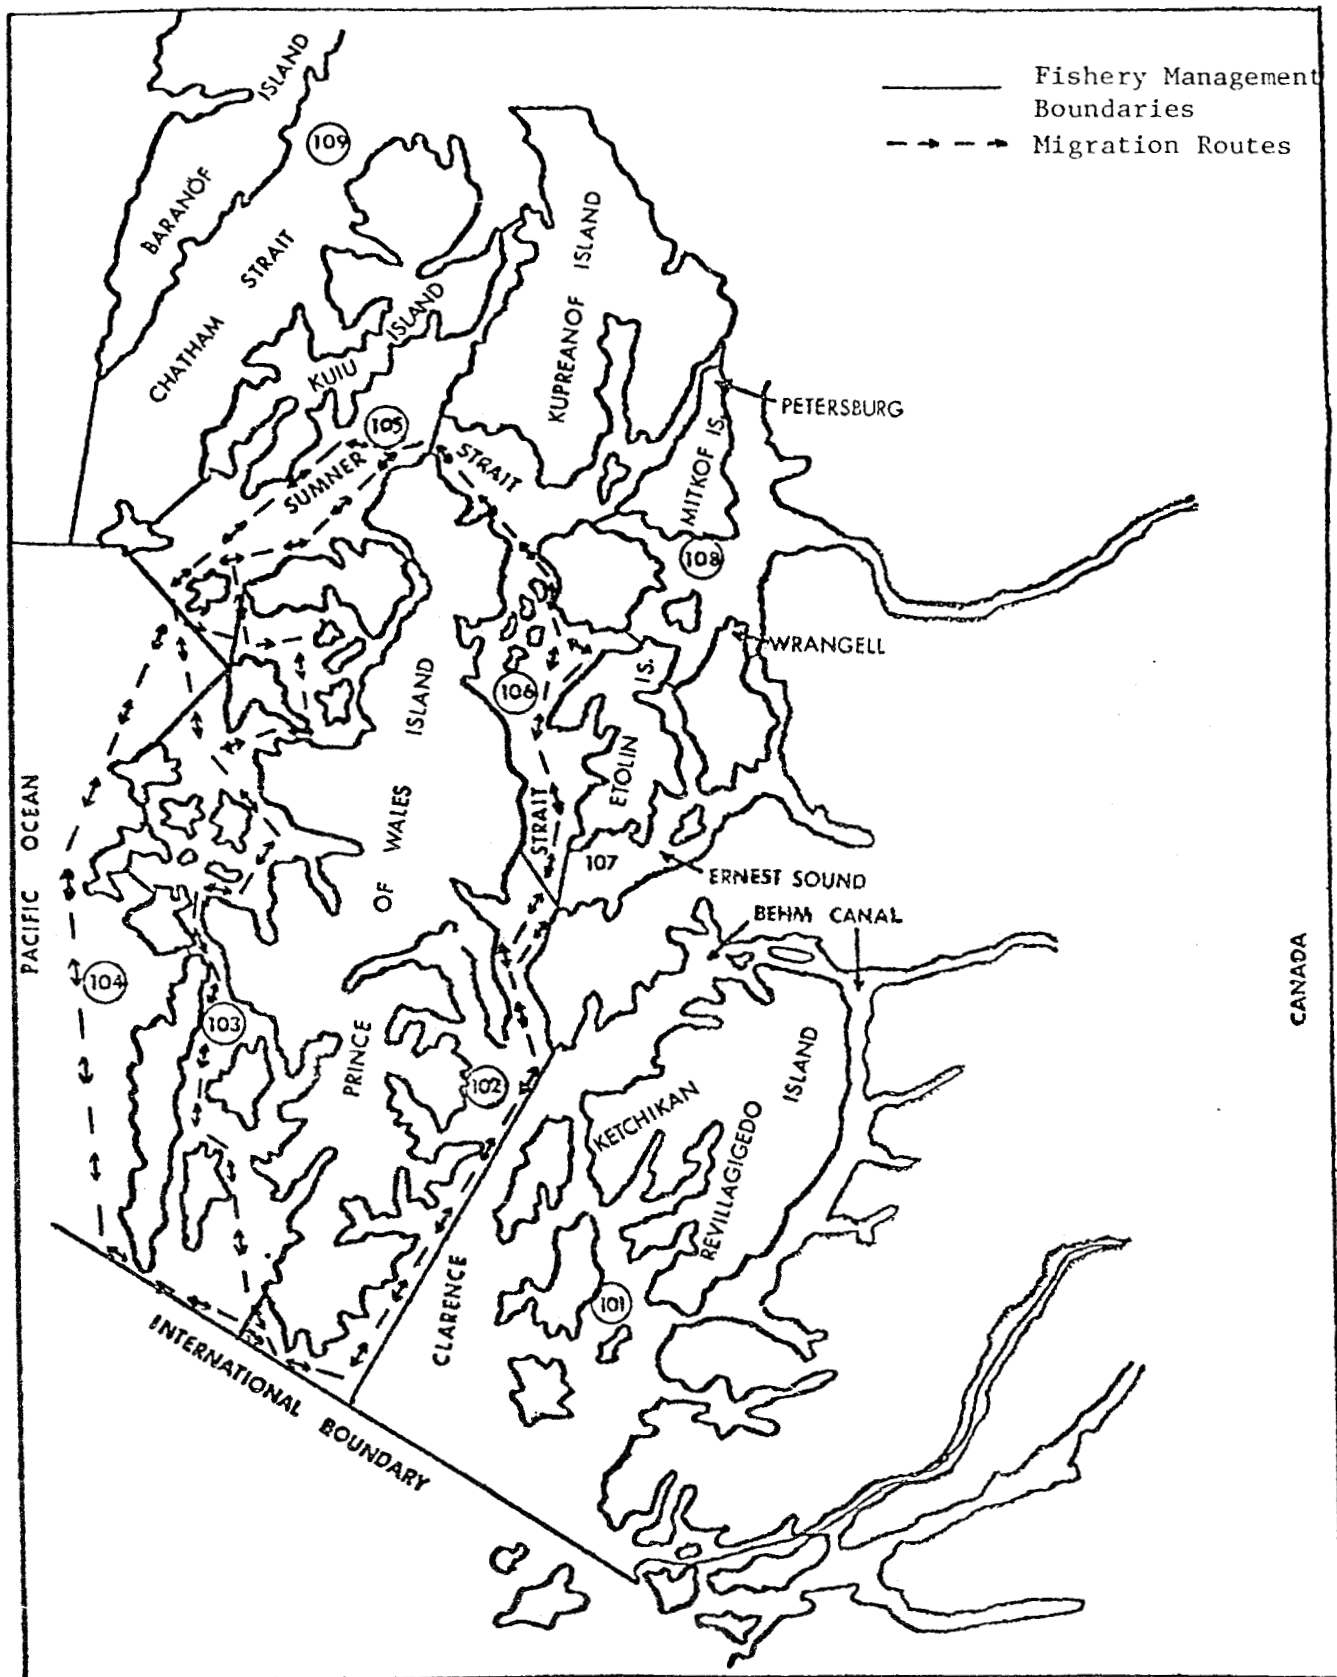 Fishery Management
Boundaries
Migration Routes
BARANOF
ISLAND
109
CHATHAM
STRAIT
KUPREANOF
ISLAND
KUIU
ISLAND
105
PETERSBURG
SUMNER
STRAIT
MITKOF IS.
108
WRANGELL
106
IS.
ETOLIN
PRINCE
OF WALES
ISLAND
STRAIT
107
ERNEST SOUND
BEHM CANAL
PACIFIC OCEAN
104
103
102
CANADA
KETCHIKAN
REVILLAGIGEDO
ISLAND
101
CLARENCE
INTERNATIONAL BOUNDARY